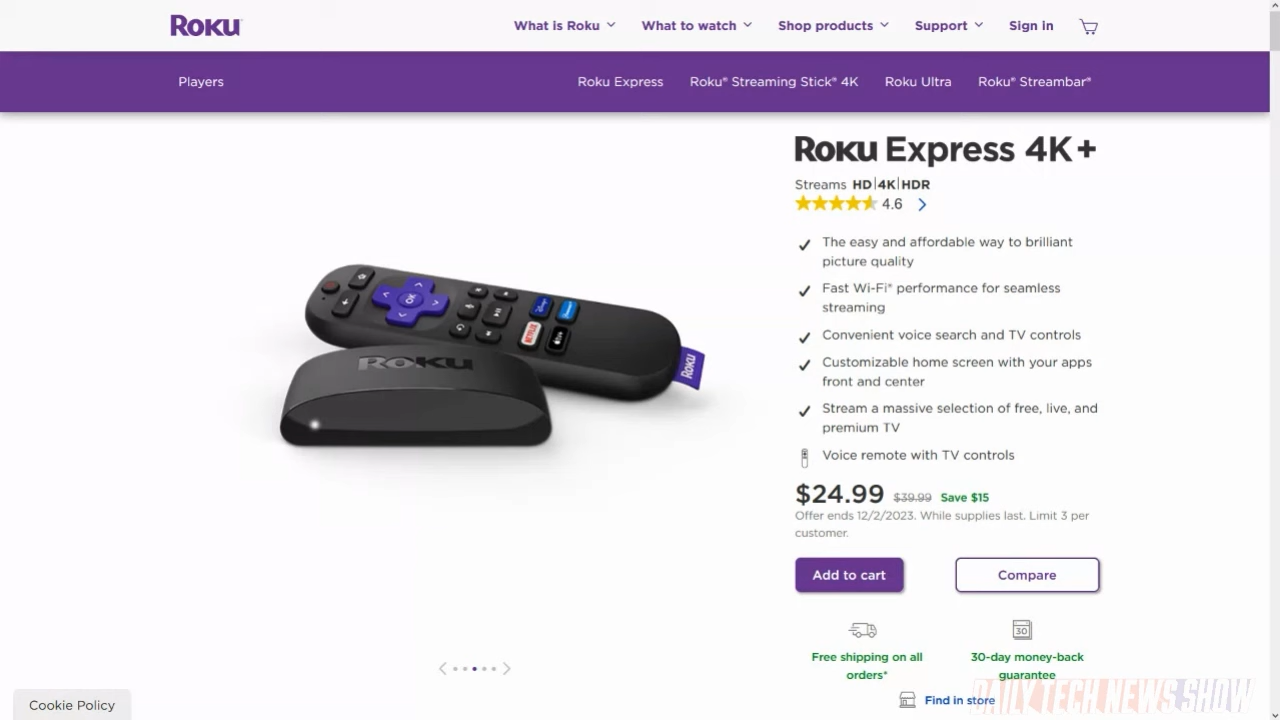 Roku
What is Roku
What to watch
Shop products
Support
Sign in
Players
Roku Express
Roku® Streaming Stick® 4K
Roku Ultra
Roku® Streambar®
Roku Express 4K+
Streams HD|4K|HDR
4.6
The easy and affordable way to brilliant
picture quality
Fast Wi-Fi® performance for seamless
streaming
Convenient voice search and TV controls
Customizable home screen with your apps
front and center
Stream a massive selection of free, live, and
premium TV
Voice remote with TV controls
$24.99 $39.99 Save $15
Offer ends 12/2/2023. While supplies last. Limit 3 per
customer.
Add to cart
Compare
30
Free shipping on all
orders*
30-day money-back
guarantee
Find in store
OK
NETFLIX
Roku
ROKU
Cookie Policy
DAILY TECH NEWS SHOW